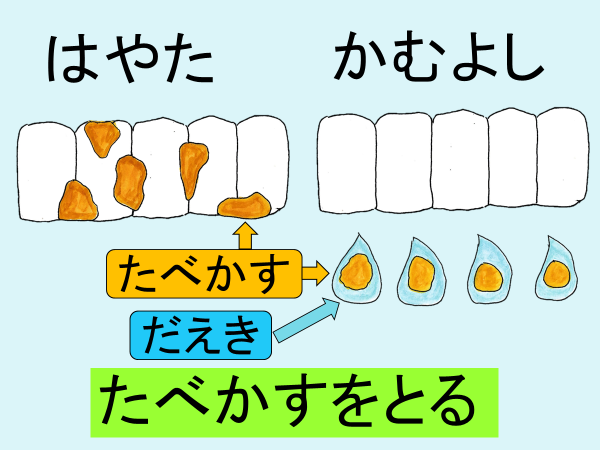 はやた
かむよし
たべかす
だえき
たべかすをとる